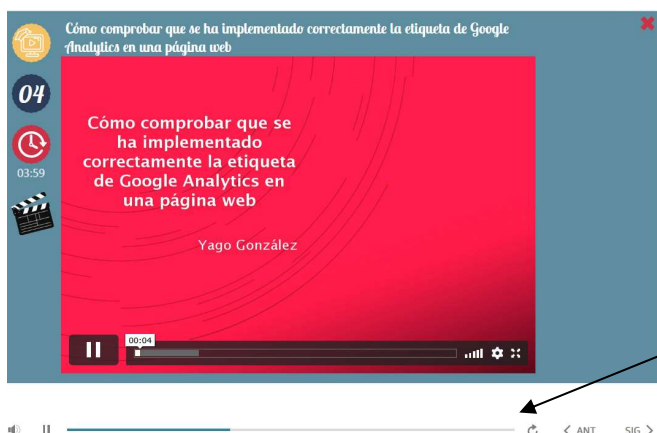 Cómo comprobar que se ha implementado correctamente la etiqueta de Google
Analytics en una página web
04
03:59
Cómo comprobar que se
ha implementado
correctamente la etiqueta
de Google Analytics en
una página web
Yago González
00:04
ANT
SIG